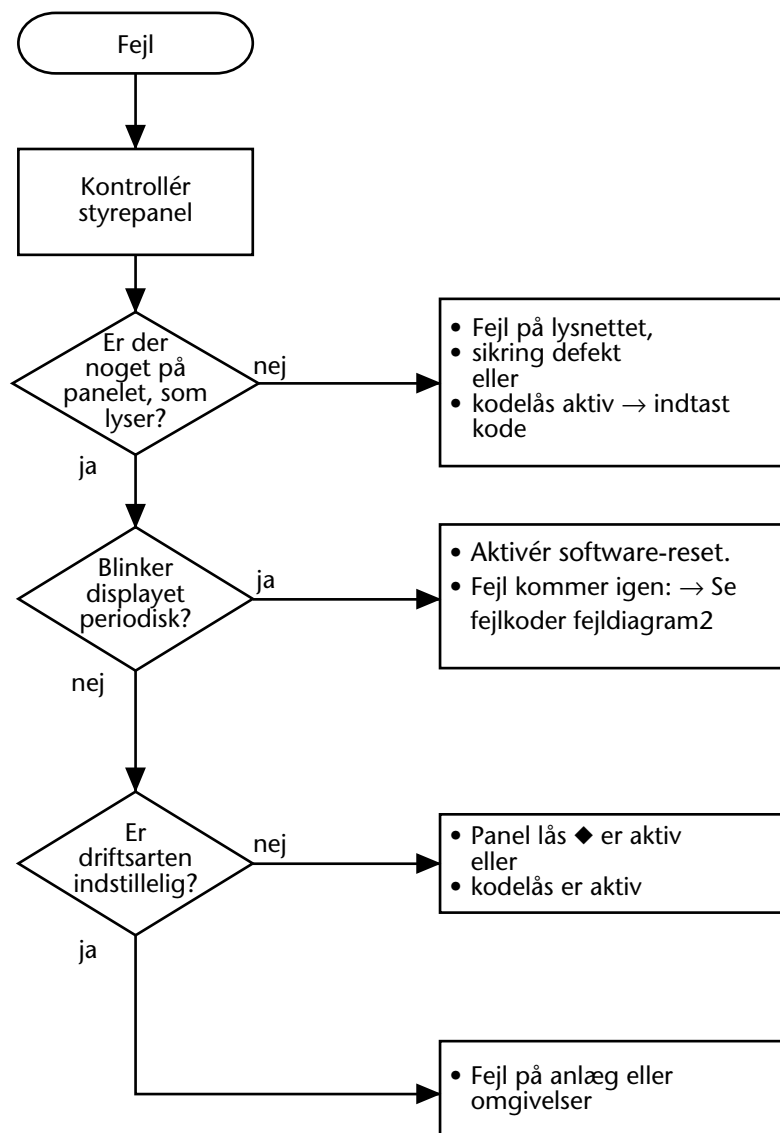 Fejl
Kontrollér
styrepanel
Er der
noget på
panelet, som
lyser?
nej
• Fejl på lysnettet,
• sikring defekt
eller
• kodelås aktiv → indtast
kode
ja
Blinker
displayet
periodisk?
ja
• Aktivér software-reset.
• Fejl kommer igen: → Se
fejlkoder fejldiagram2
nej
Er
driftsarten
indstillelig?
nej
• Panel lås ◆ er aktiv
eller
• kodelås er aktiv
ja
• Fejl på anlæg eller
omgivelser